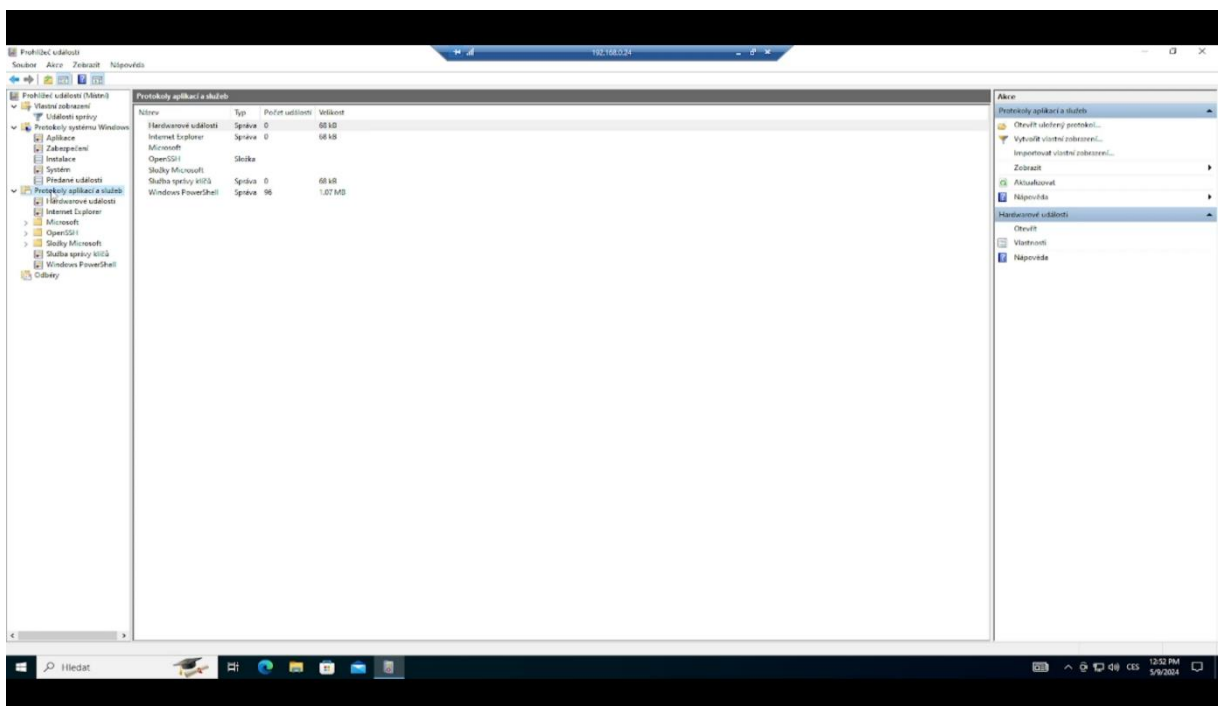 Prohlížeč událostí
192.168.0.24
Soubor Akce Zobrazit Nápověda
Prohlížeč událostí (Místní)
Vlastní zobrazení
Události správy
Protokoly systému Windows
Aplikace
Zabezpečení
Instalace
Systém
Předané události
Protokoly aplikací a služeb
Hardwarové události
Internet Explorer
Microsoft
OpenSSH
Složky Microsoft
Služba správy klíčů
Windows PowerShell
Odběry
Protokoly aplikací a služeb
Název Typ Počet událostí Velikost
Hardwarové události Správa 0 68 kB
Internet Explorer Správa 0 68 kB
Microsoft
OpenSSH Složka
Složky Microsoft
Služba správy klíčů Správa 0 68 kB
Windows PowerShell Správa 96 1.07 MB
Akce
Protokoly aplikací a služeb
Otevřít uložený protokol...
Vytvořit vlastní zobrazení...
Importovat vlastní zobrazení...
Zobrazit
Aktualizovat
Nápověda
Hardwarové události
Otevřít
Vlastnosti
Nápověda
Hledat
CES
12:52 PM
5/9/2024